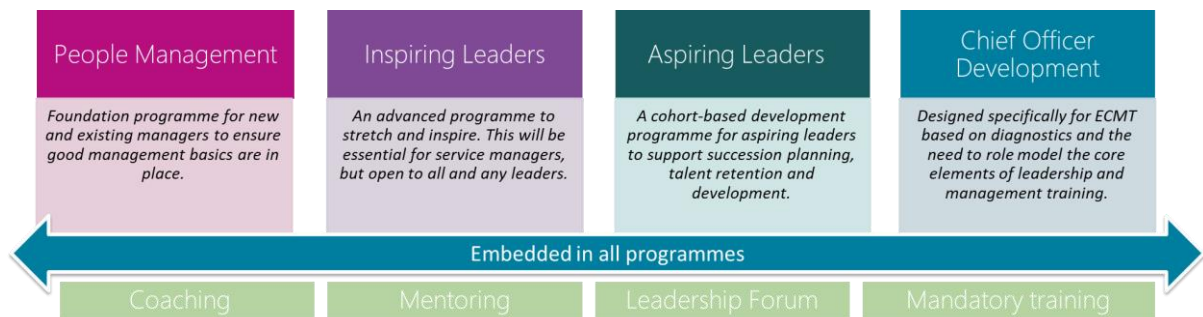 People Management
Foundation programme for new
and existing managers to ensure
good management basics are in
place.
Inspiring Leaders
An advanced programme to
stretch and inspire. This will be
essential for service managers,
but open to all and any leaders.
Aspiring Leaders
A cohort-based development
programme for aspiring leaders
to support succession planning,
talent retention and
development.
Chief Officer
Development
Designed specifically for ECMT
based on diagnostics and the
need to role model the core
elements of leadership and
management training.
Embedded in all programmes
Coaching
Mentoring
Leadership Forum
Mandatory training